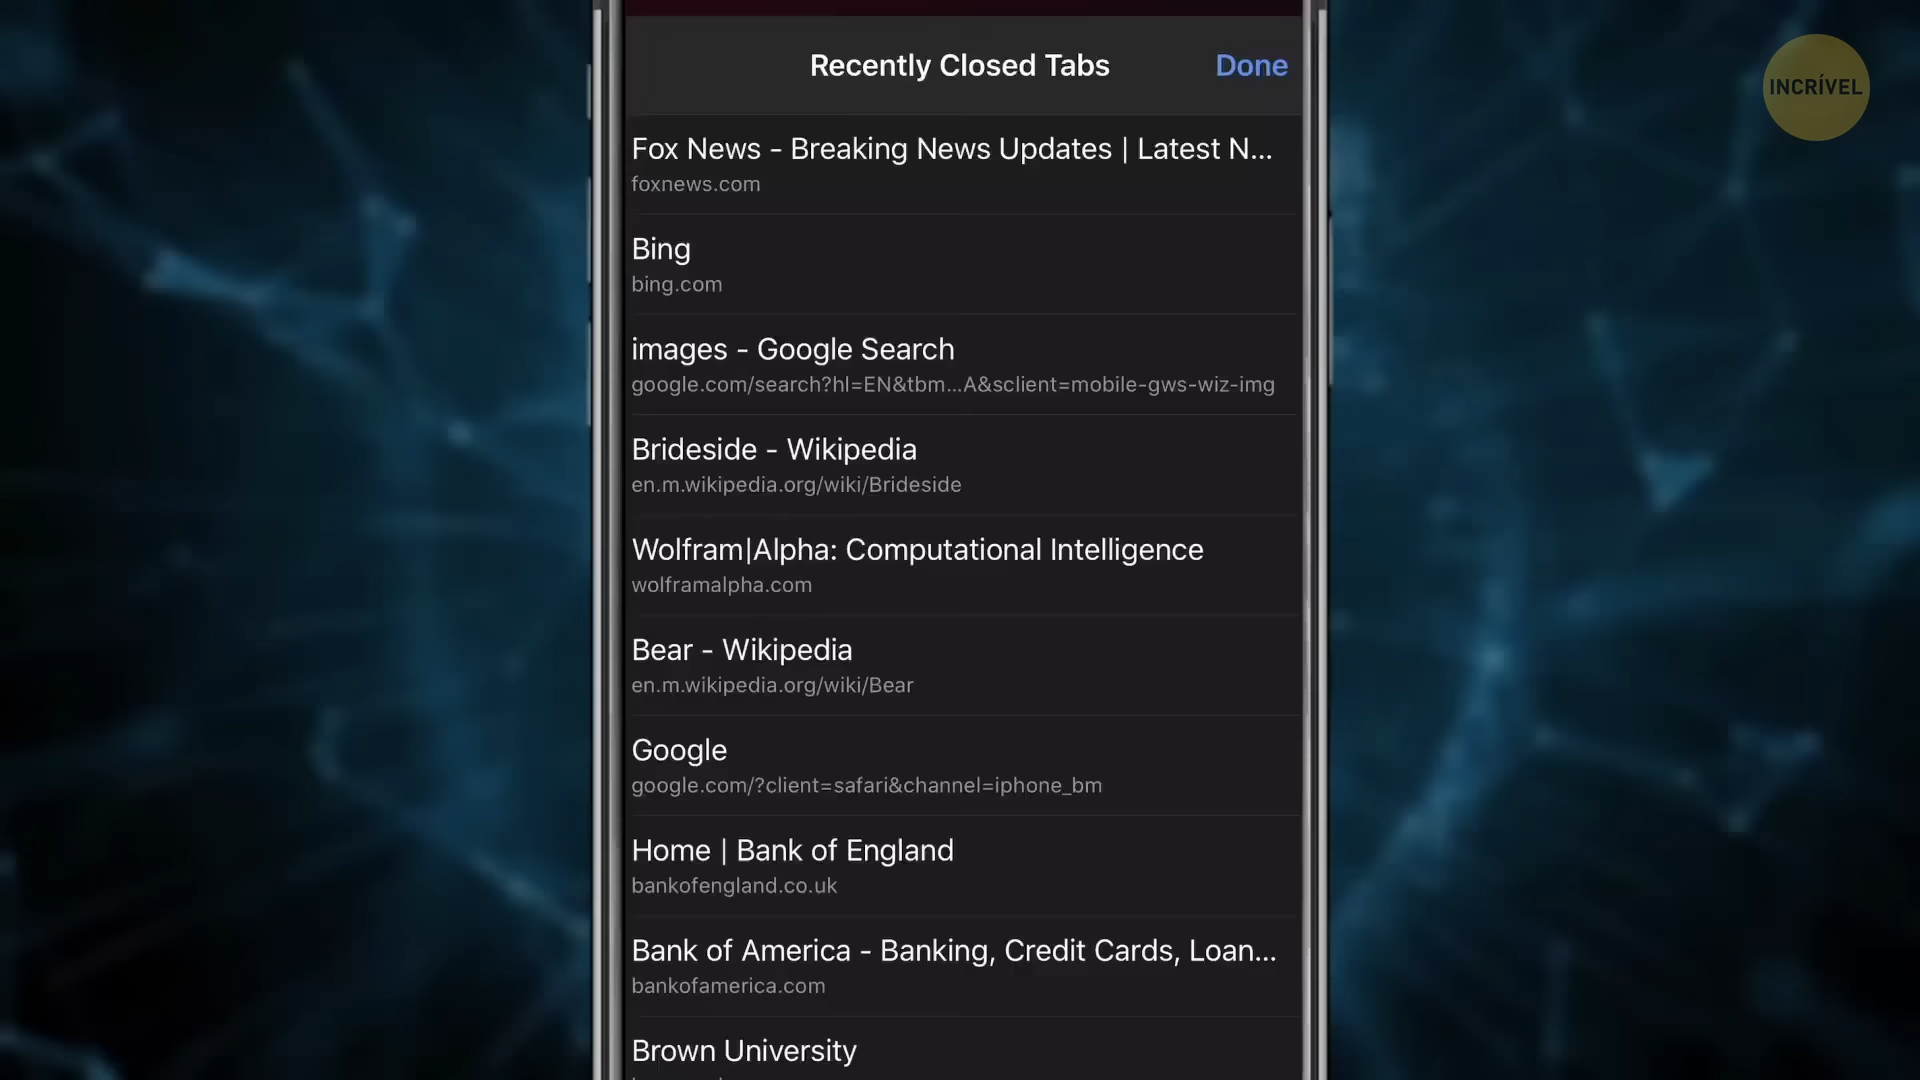 Recently Closed Tabs
Done
INCRÍVEL
Fox News - Breaking News Updates | Latest N...
foxnews.com
Bing
bing.com
images - Google Search
google.com/search?hl=EN&tbm...A&sclient=mobile-gws-wiz-img
Brideside - Wikipedia
en.m.wikipedia.org/wiki/Brideside
Wolfram|Alpha: Computational Intelligence
wolframalpha.com
Bear - Wikipedia
en.m.wikipedia.org/wiki/Bear
Google
google.com/?client=safari&channel=iphone_bm
Home | Bank of England
bankofengland.co.uk
Bank of America - Banking, Credit Cards, Loan...
bankofamerica.com
Brown University